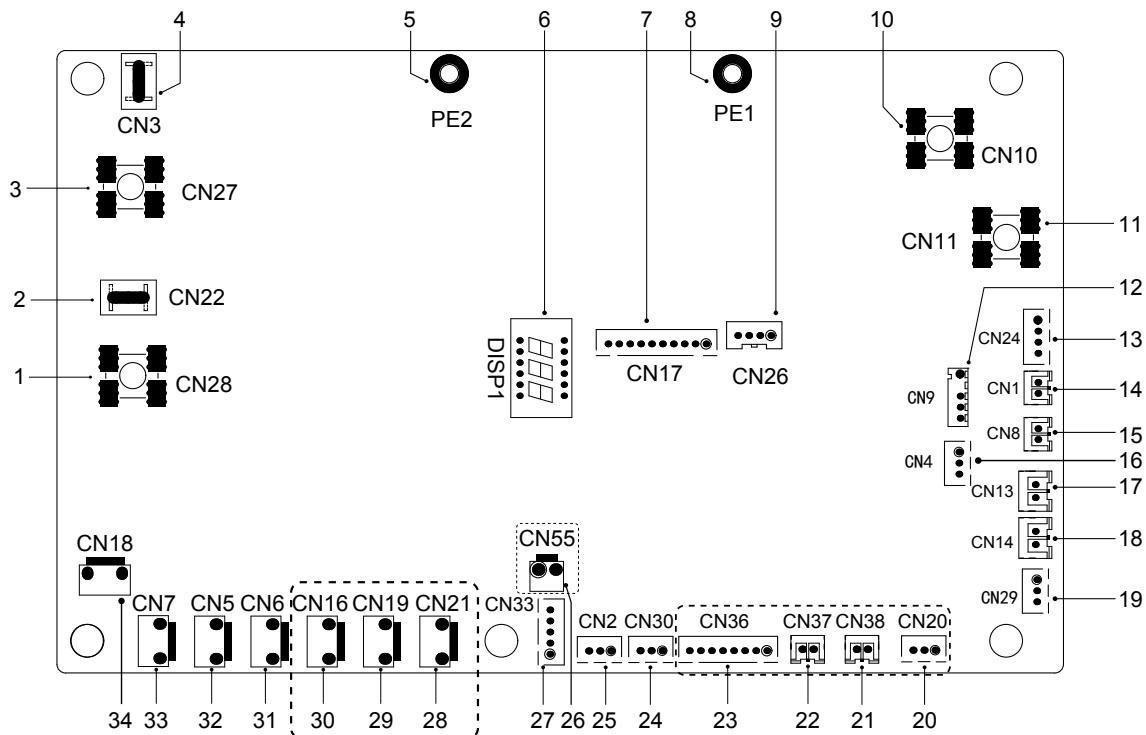 4 5 6 7 8 9 10
CN3
PE2
PE1
CN10
3
CN27
CN11
11
2
CN22
12
DISP1
CN17
CN26
CN24
13
1
CN28
CN9
CN1
14
CN8
15
CN4
16
CN13
17
CN14
18
CN18
CN55
CN29
19
CN7 CN5 CN6 CN16 CN19 CN21 CN33 CN2 CN30 CN36 CN37 CN38 CN20
34 33 32 31 30 29 28 27 26 25 24 23 22 21 20